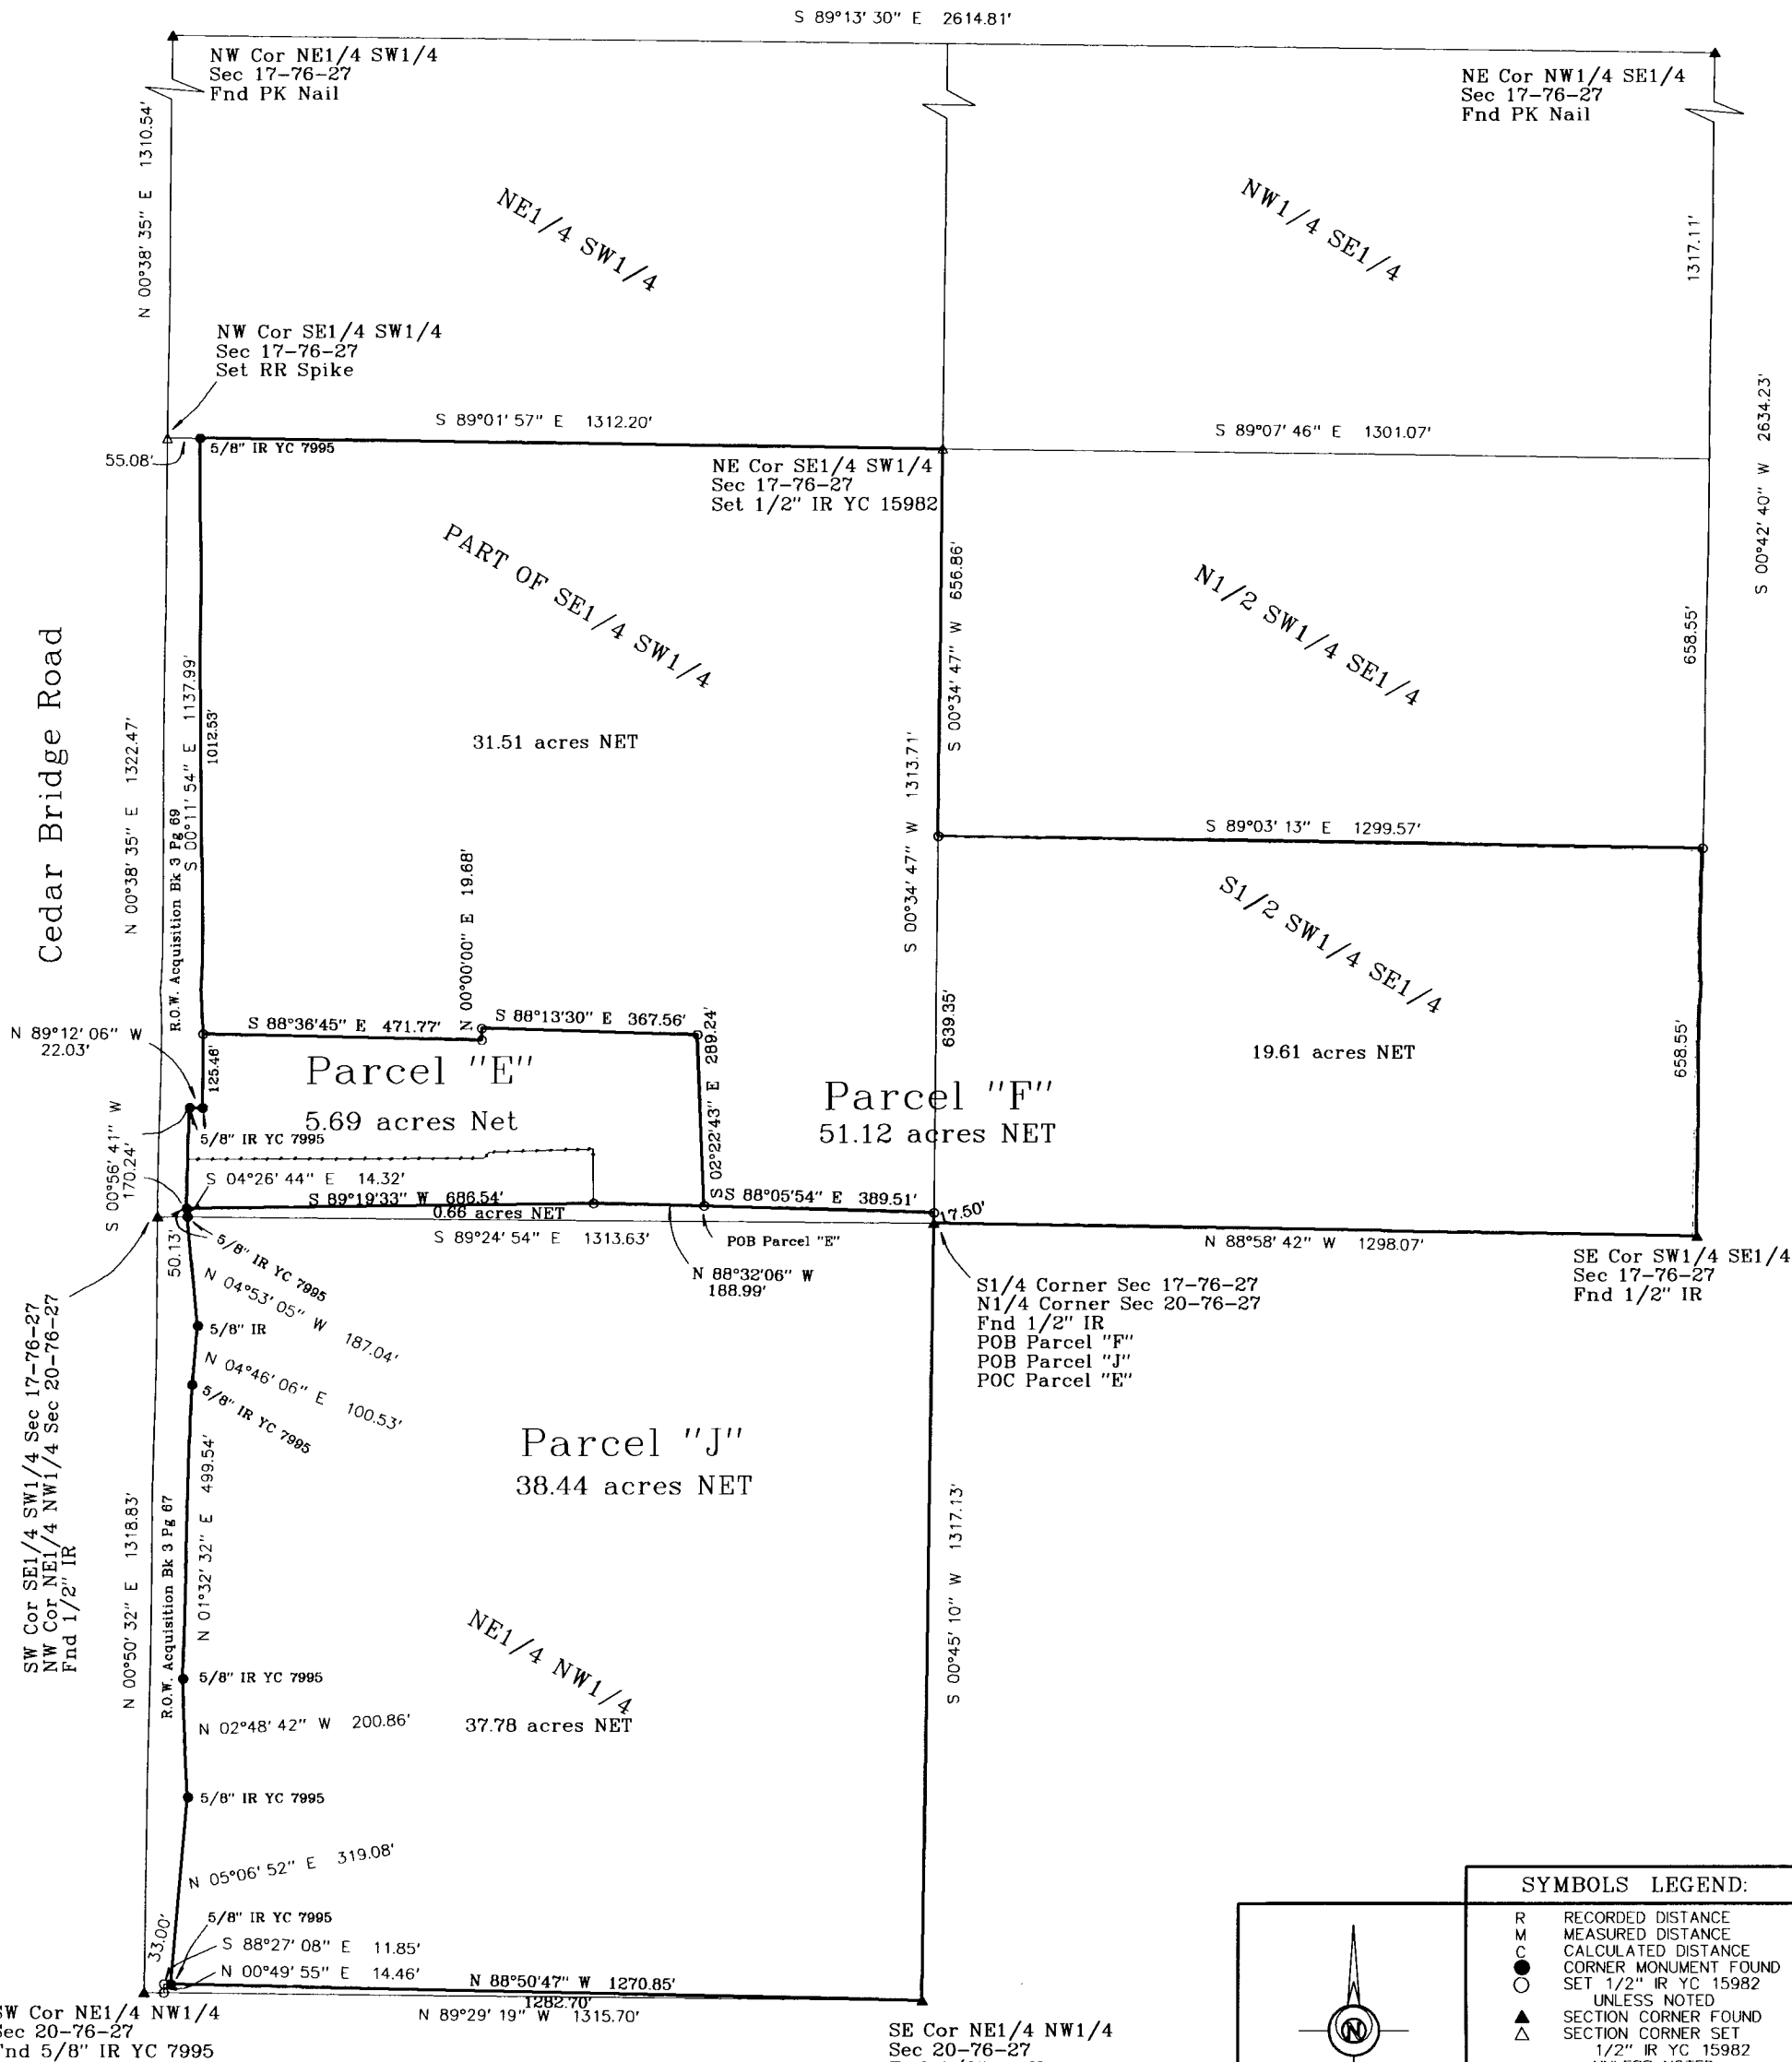 S 89°13'30" E 2614.81'
NW Cor NE1/4 SW1/4
Sec 17-76-27
Fnd PK Nail
NE Cor NW1/4 SE1/4
Sec 17-76-27
Fnd PK Nail
N 00°38'35" E 1310.54'
NE1/4 SW1/4
NW1/4 SE1/4
1317.11'
NW Cor SE1/4 SW1/4
Sec 17-76-27
Set RR Spike
S 00°42'40" W 2634.23'
S 89°01'57" E 1312.20'
S 89°07'46" E 1301.07'
55.08'
5/8" IR YC 7995
NE Cor SE1/4 SW1/4
Sec 17-76-27
Set 1/2" IR YC 15982
PART OF SE1/4 SW1/4
656.86'
S 00°34'47" W
N1/2 SW1/4 SE1/4
658.55'
Cedar Bridge Road
N 00°38'35" E 1322.47'
R.O.W. Acquisition Bk 3 Pg 69
S 00°11'54" E 1137.99'
1012.53'
31.51 acres NET
S 00°34'47" W 1313.71'
S 89°03'13" E 1299.57'
S1/2 SW1/4 SE1/4
N 00°00'00" E 19.68'
N 89°12'06" W
22.03'
S 88°36'45" E 471.77'
S 88°13'30" E 367.56'
639.35'
19.61 acres NET
658.55'
125.46'
Parcel "E"
5.69 acres Net
S 02°22'43" E 289.24'
Parcel "F"
51.12 acres NET
S 00°56'41" W
170.24'
5/8" IR YC 7995
S 04°26'44" E 14.32'
S 89°19'33" W 686.54'
0.66 acres NET
S 88°05'54" E 389.51'
17.50'
S 89°24'54" E 1313.63'
POB Parcel "E"
N 88°58'42" W 1298.07'
SE Cor SW1/4 SE1/4
Sec 17-76-27
Fnd 1/2" IR
50.13'
5/8" IR YC 7995
N 88°32'06" W
188.99'
N 04°53'05" W 187.04'
5/8" IR
S1/4 Corner Sec 17-76-27
N1/4 Corner Sec 20-76-27
Fnd 1/2" IR
POB Parcel "F"
POB Parcel "J"
POC Parcel "E"
SW Cor SE1/4 SW1/4 Sec 17-76-27
NW Cor NE1/4 NW1/4 Sec 20-76-27
Fnd 1/2" IR
N 04°46'06" E 100.53'
5/8" IR YC 7995
Parcel "J"
38.44 acres NET
N 00°50'32" E 1318.83'
R.O.W. Acquisition Bk 3 Pg 67
N 01°32'32" E 499.54'
S 00°45'10" W 1317.13'
NE1/4 NW1/4
5/8" IR YC 7995
N 02°48'42" W 200.86'
37.78 acres NET
5/8" IR YC 7995
N 05°06'52" E 319.08'
5/8" IR YC 7995
33.00'
S 88°27'08" E 11.85'
N 00°49'55" E 14.46'
N 88°50'47" W 1270.85'
1282.70'
N 89°29'19" W 1315.70'
SW Cor NE1/4 NW1/4
Sec 20-76-27
Fnd 5/8" IR YC 7995
SE Cor NE1/4 NW1/4
Sec 20-76-27
N
SYMBOLS LEGEND:
R RECORDED DISTANCE
M MEASURED DISTANCE
C CALCULATED DISTANCE
CORNER MONUMENT FOUND
SET 1/2" IR YC 15982
UNLESS NOTED
SECTION CORNER FOUND
SECTION CORNER SET
1/2" IR YC 15982